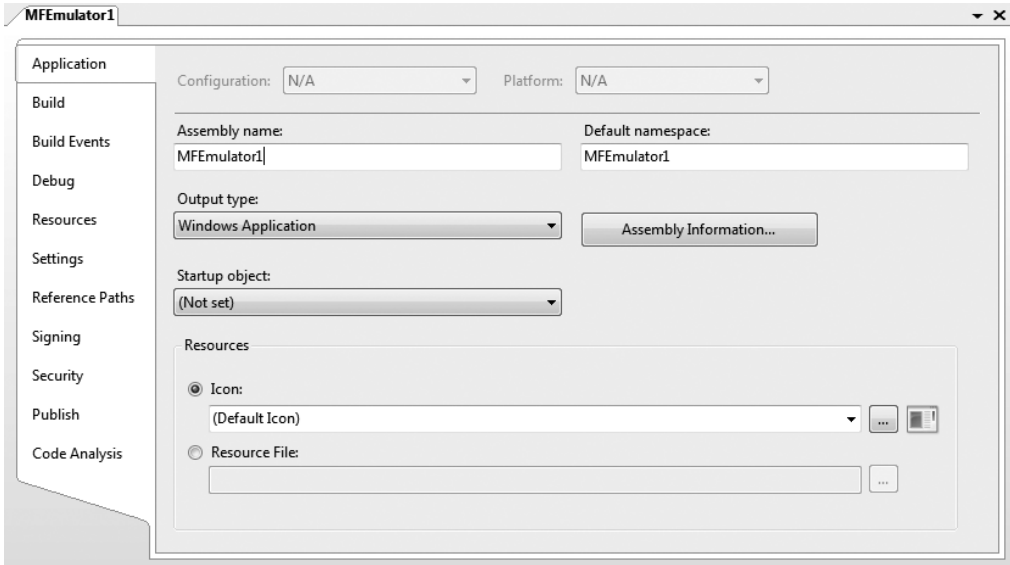 MFEmulator1
Application
Build
Build Events
Debug
Resources
Settings
Reference Paths
Signing
Security
Publish
Code Analysis
Configuration: N/A Platform: N/A
Assembly name: Default namespace:
MFEmulator1 MFEmulator1
Output type:
Windows Application Assembly Information...
Startup object:
(Not set)
Resources
Icon:
(Default Icon) ...
Resource File:
...